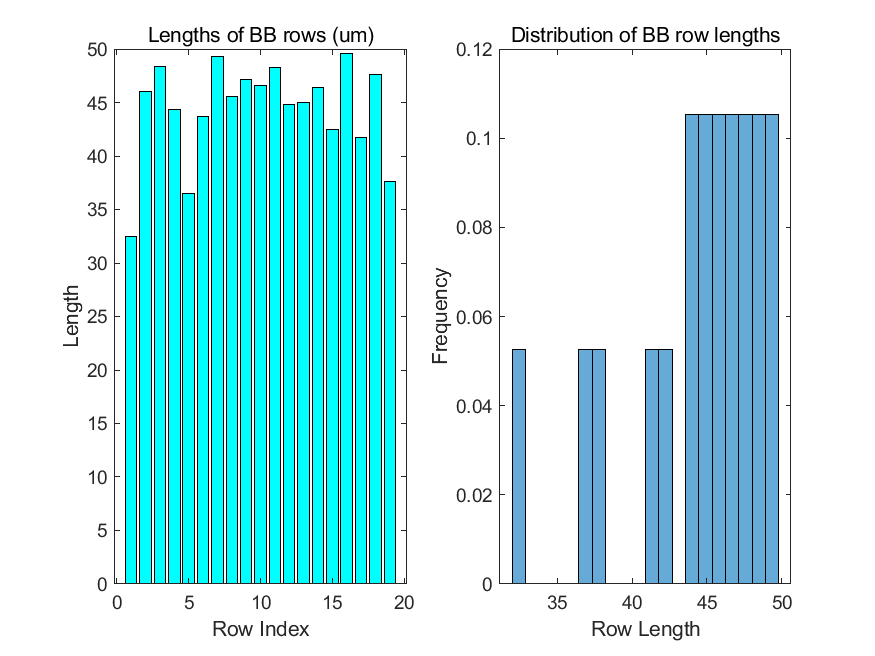 Lengths of BB rows (um)
50
45
40
35
30
25
20
15
10
5
0
Length
0 5 10 15 20
Row Index
Distribution of BB row lengths
0.12
0.1
0.08
0.06
0.04
0.02
0
Frequency
35 40 45 50
Row Length